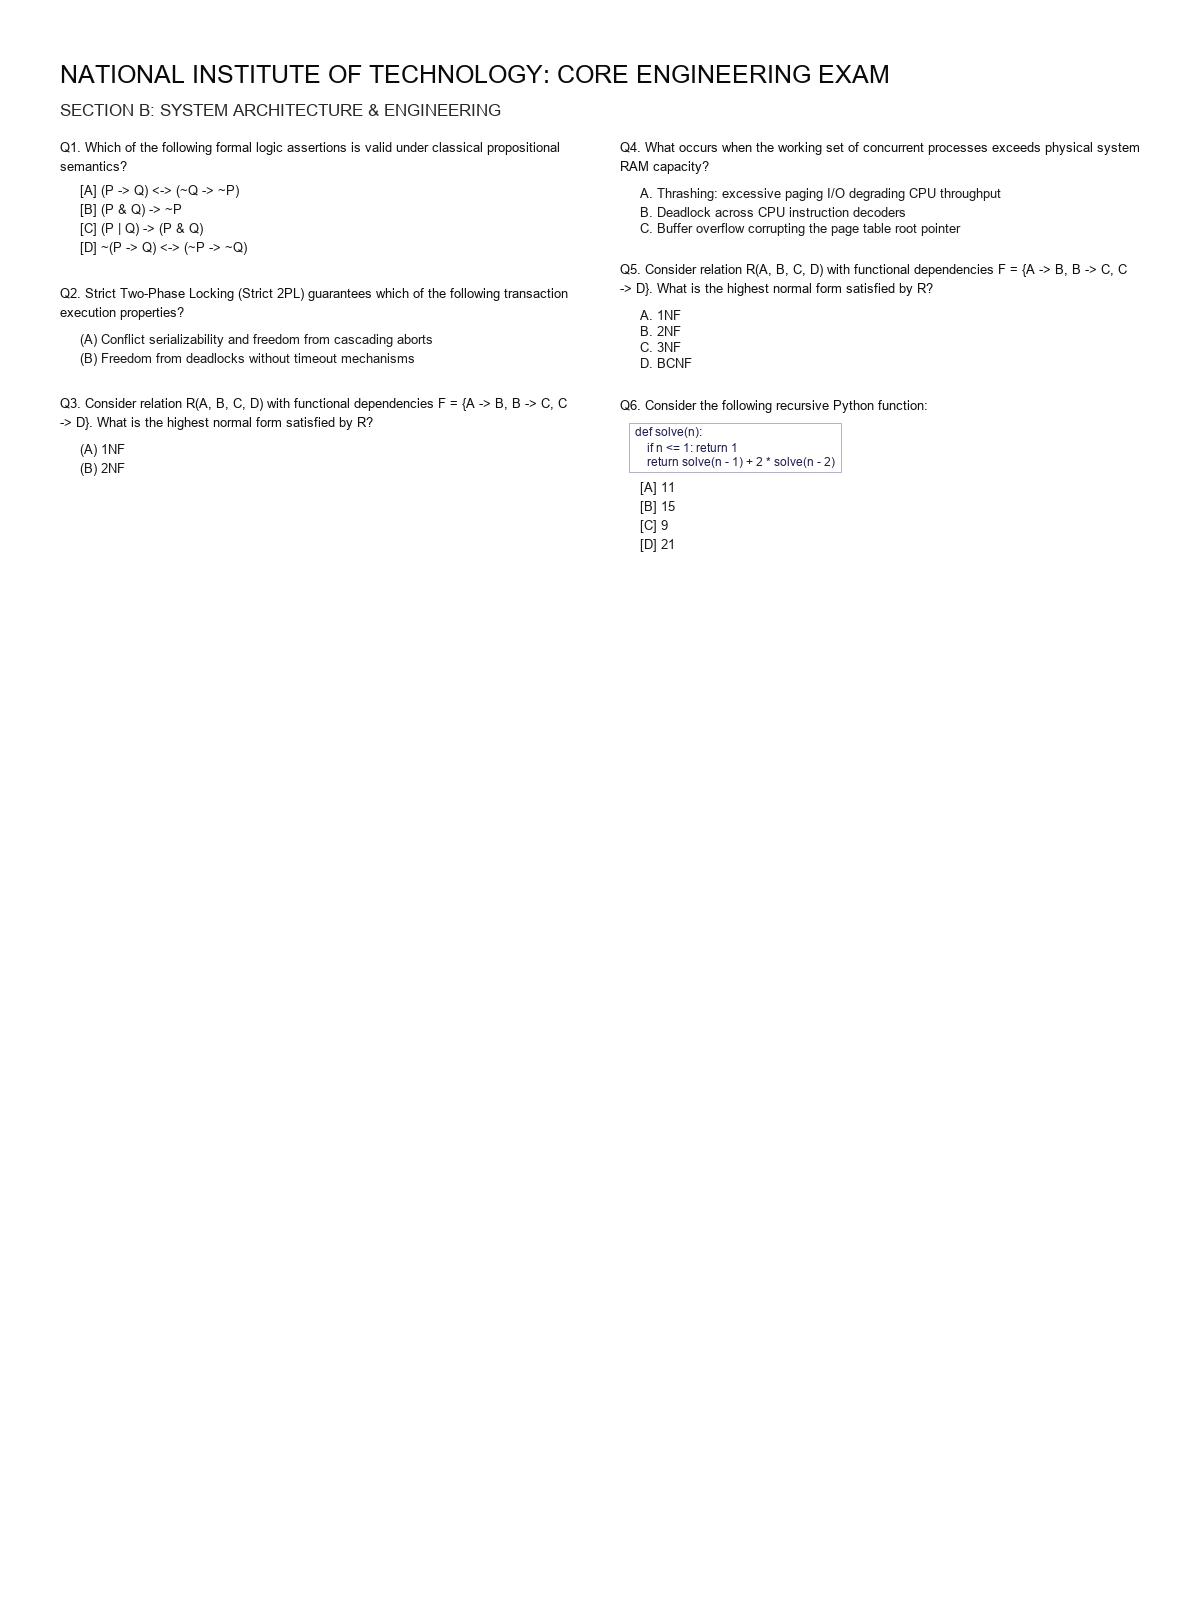 NATIONAL INSTITUTE OF TECHNOLOGY: CORE ENGINEERING EXAM
SECTION B: SYSTEM ARCHITECTURE & ENGINEERING
Q1. Which of the following formal logic assertions is valid under classical propositional
semantics?
[A] (P -> Q) <-> (~Q -> ~P)
[B] (P & Q) -> ~P
[C] (P | Q) -> (P & Q)
[D] ~(P -> Q) <-> (~P -> ~Q)
Q2. Strict Two-Phase Locking (Strict 2PL) guarantees which of the following transaction
execution properties?
(A) Conflict serializability and freedom from cascading aborts
(B) Freedom from deadlocks without timeout mechanisms
Q3. Consider relation R(A, B, C, D) with functional dependencies F = {A -> B, B -> C, C
-> D}. What is the highest normal form satisfied by R?
(A) 1NF
(B) 2NF
Q4. What occurs when the working set of concurrent processes exceeds physical system
RAM capacity?
A. Thrashing: excessive paging I/O degrading CPU throughput
B. Deadlock across CPU instruction decoders
C. Buffer overflow corrupting the page table root pointer
Q5. Consider relation R(A, B, C, D) with functional dependencies F = {A -> B, B -> C, C
-> D}. What is the highest normal form satisfied by R?
A. 1NF
B. 2NF
C. 3NF
D. BCNF
Q6. Consider the following recursive Python function:
def solve(n):
if n <= 1: return 1
return solve(n - 1) + 2 * solve(n - 2)
[A] 11
[B] 15
[C] 9
[D] 21